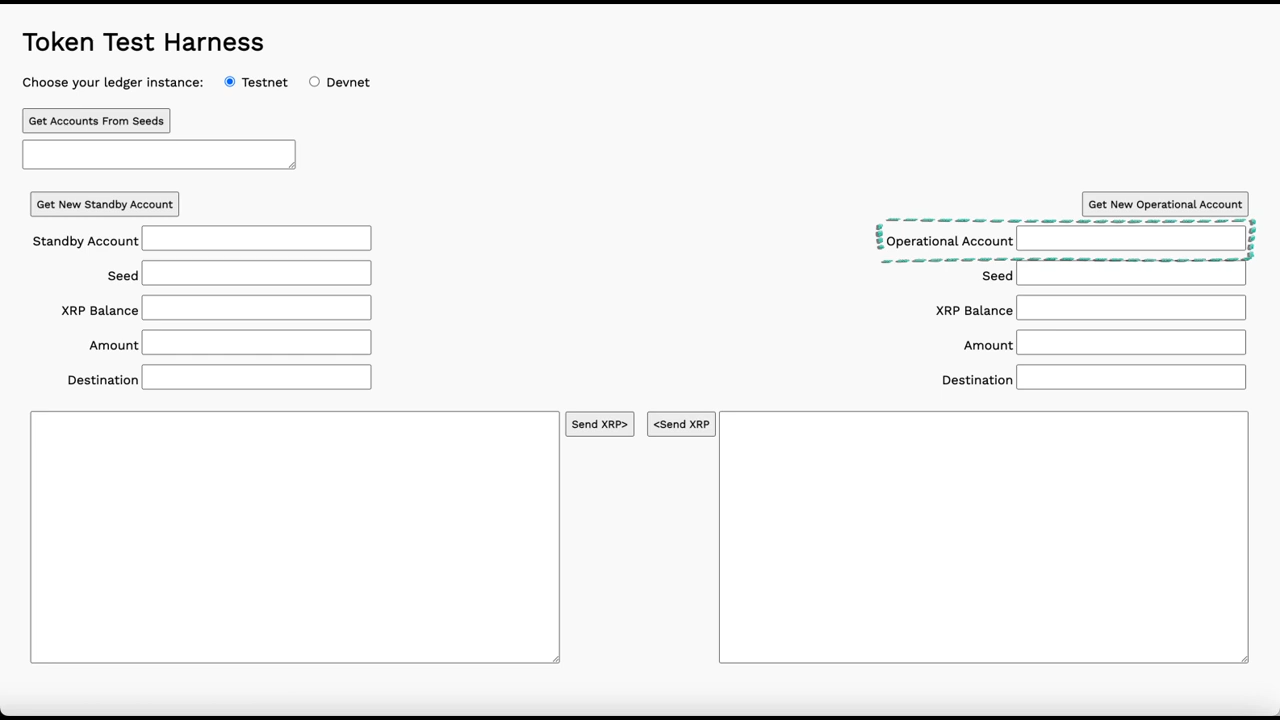 Token Test Harness
Choose your ledger instance: Testnet Devnet
Get Accounts From Seeds
Get New Standby Account
Get New Operational Account
Standby Account
Operational Account
Seed
Seed
XRP Balance
XRP Balance
Amount
Amount
Destination
Destination
Send XRP>
<Send XRP